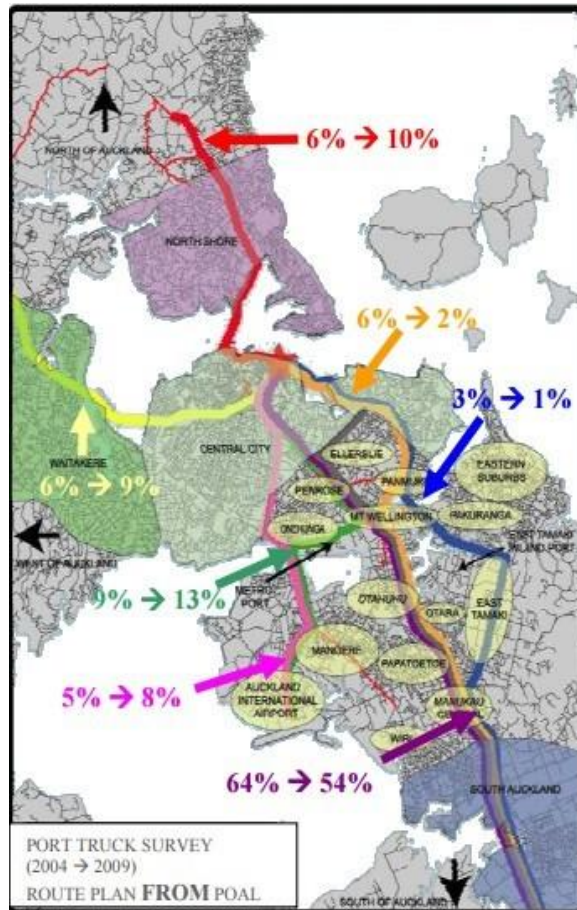 NORTH OF AUCKLAND
6% → 10%
NORTH SHORE
6% → 2%
3% → 1%
CENTRAL CITY
ELLERSLIE
WAITAKERE
PENROSE
PANMURE
EASTERN
SUBURBS
6% → 9%
ONEHUNGA
MT WELLINGTON
PAKURANGA
WEST OF AUCKLAND
EAST TAMAKI
INLAND PORT
METRO
PORT
9% → 13%
OTAHUHU
OTARA
EAST
TAMAKI
MANGERE
PAPATOETOE
5% → 8%
AUCKLAND
INTERNATIONAL
AIRPORT
MANUKAU
WIRI
64% → 54%
SOUTH AUCKLAND
PORT TRUCK SURVEY
(2004 → 2009)
ROUTE PLAN FROM POAL
SOUTH OF AUCKLAND